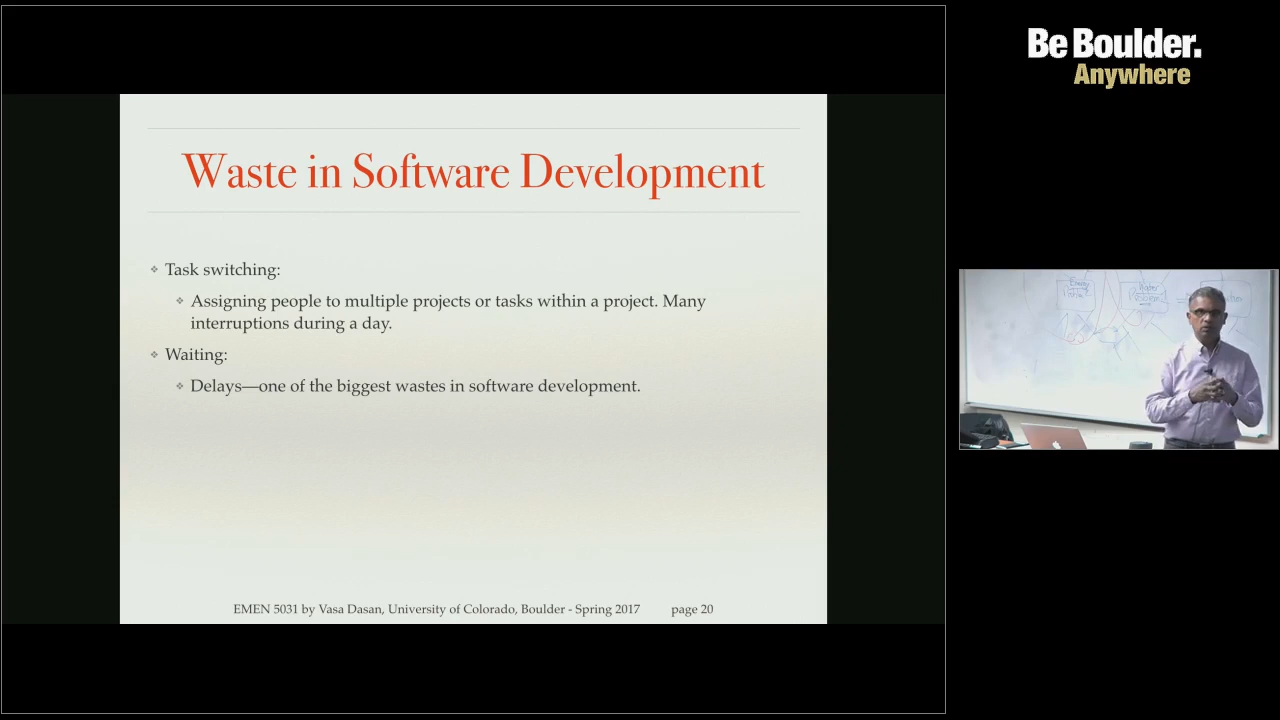 Be Boulder.
Anywhere
Waste in Software Development
❖ Task switching:
❖ Assigning people to multiple projects or tasks within a project. Many
interruptions during a day.
❖ Waiting:
❖ Delays—one of the biggest wastes in software development.
EMEN 5031 by Vasa Dasan, University of Colorado, Boulder - Spring 2017 page 20
Problem